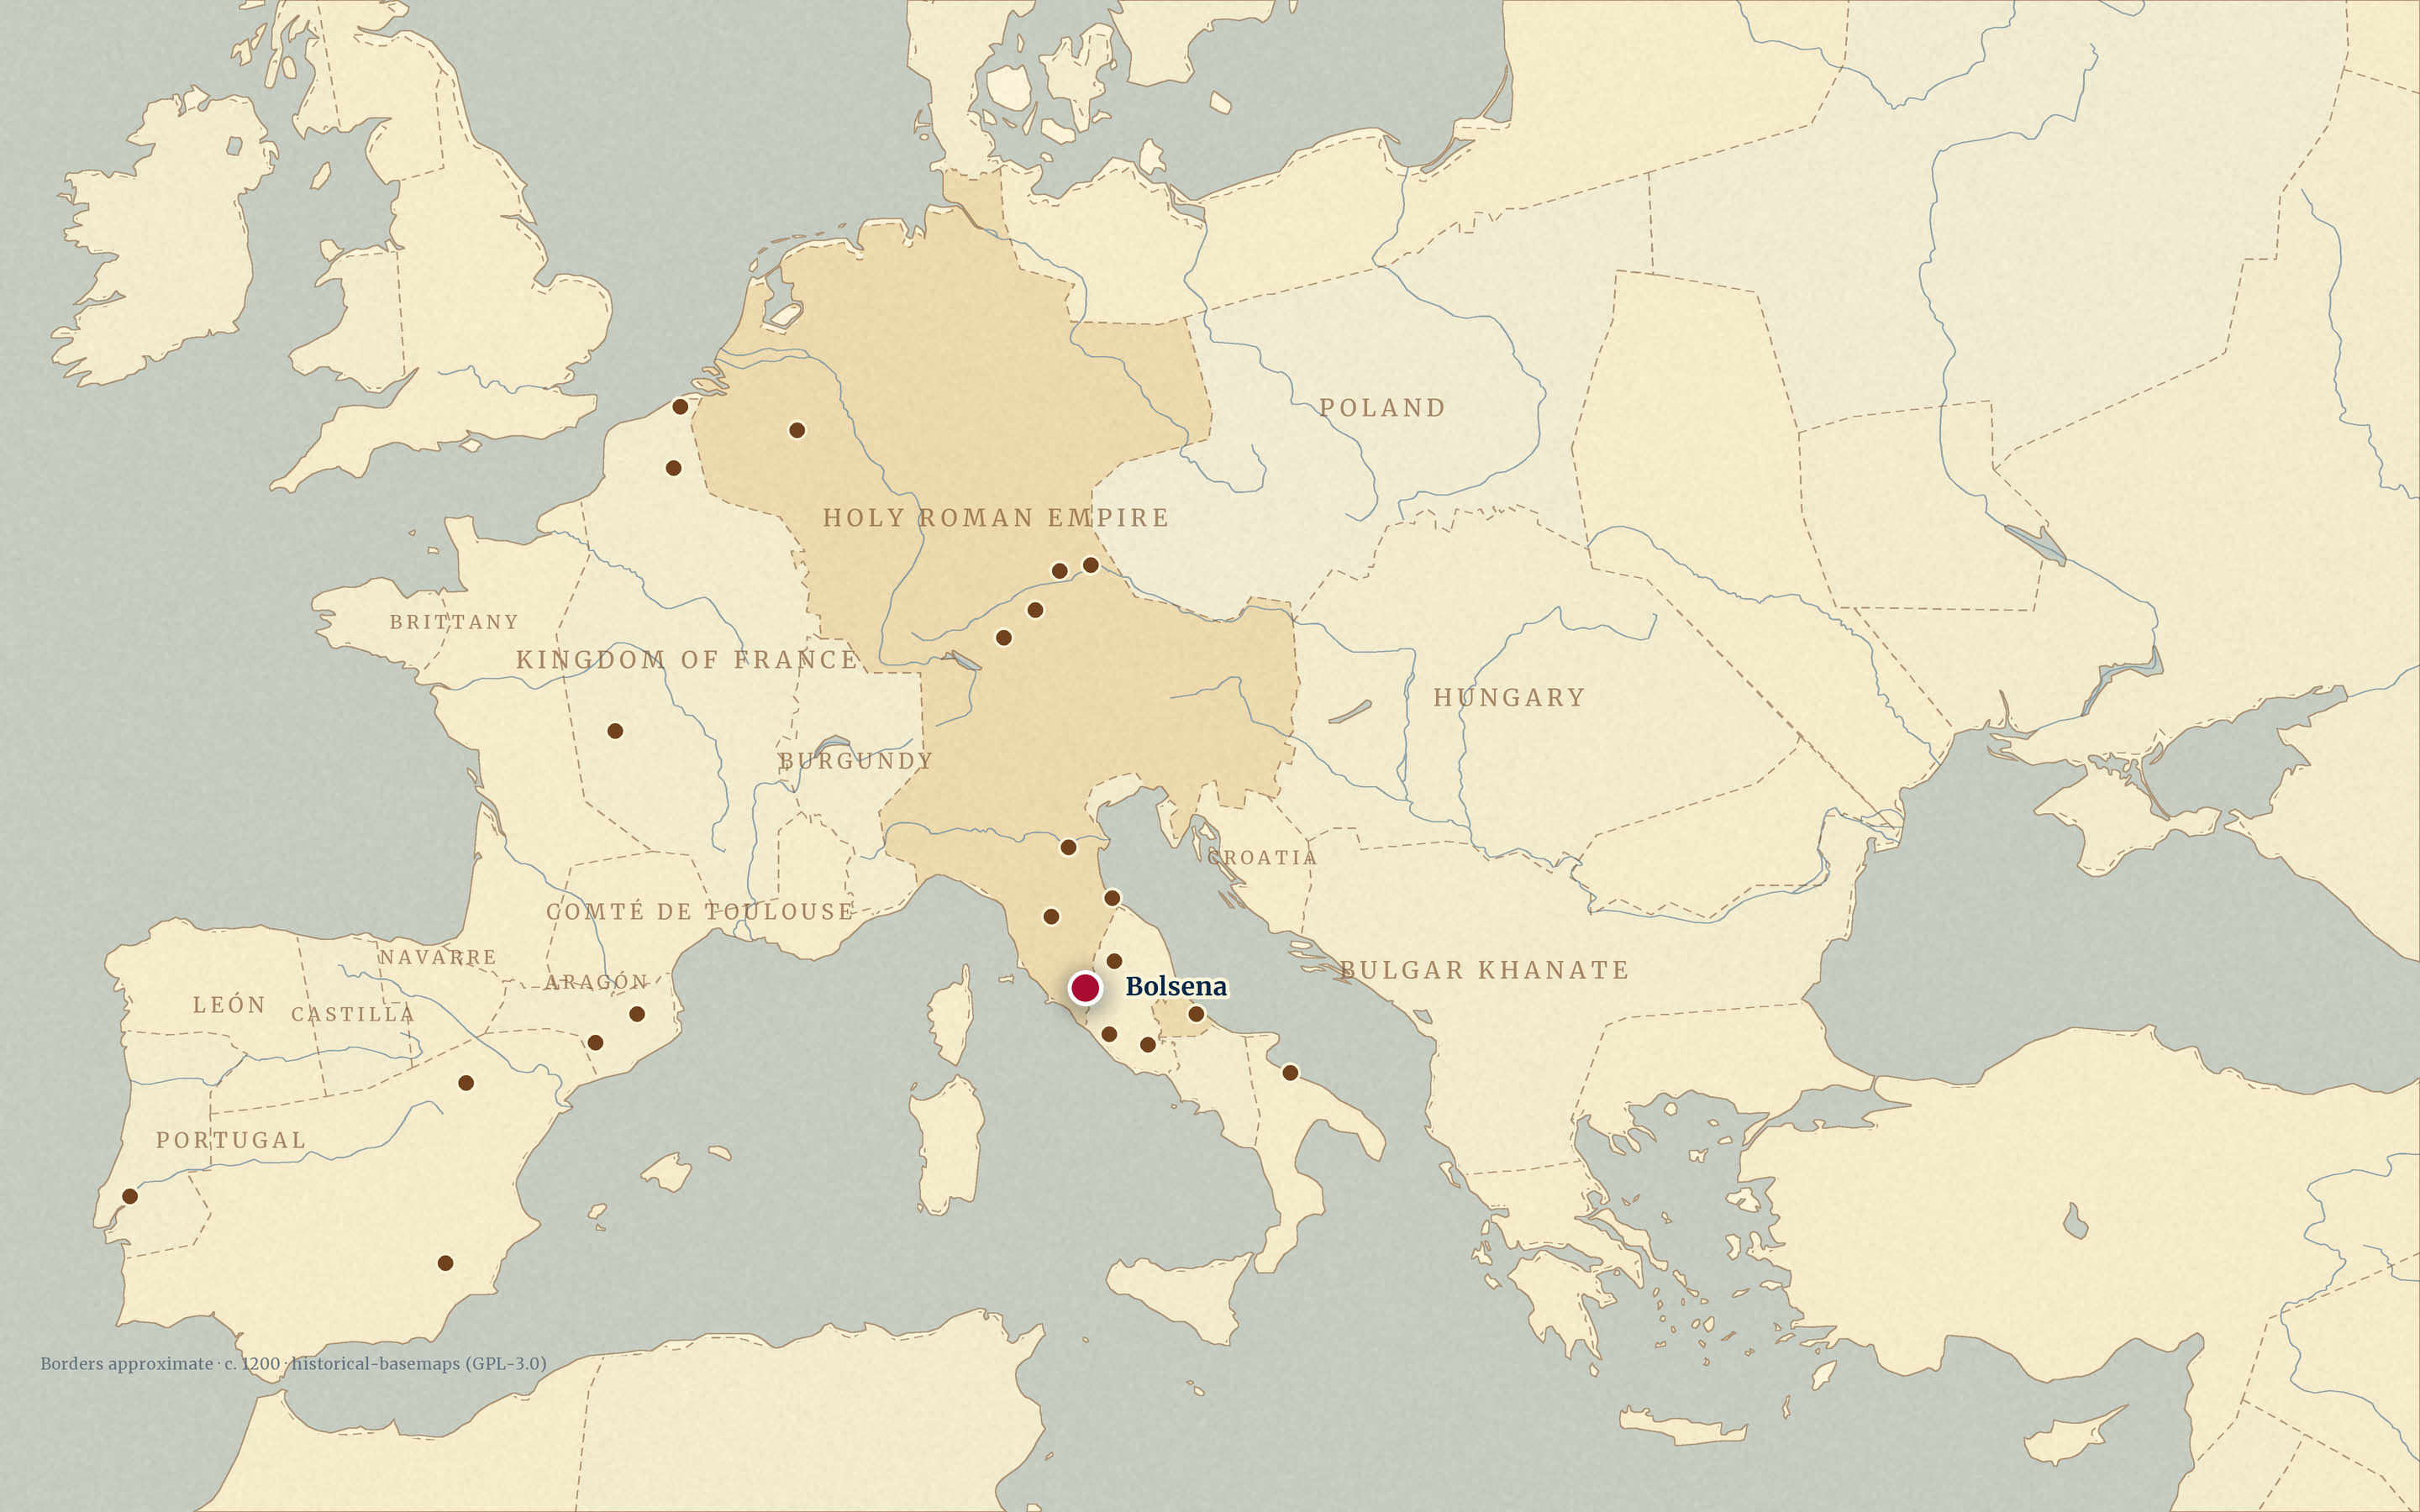 POLAND
HOLY ROMAN EMPIRE
BRITTANY
KINGDOM OF FRANCE
HUNGARY
BURGUNDY
CROATIA
COMTÉ DE TOULOUSE
NAVARRE
BULGAR KHANATE
ARAGÓN
Bolsena
LEÓN
CASTILLA
PORTUGAL
Borders approximate · c. 1200 · historical-basemaps (GPL-3.0)